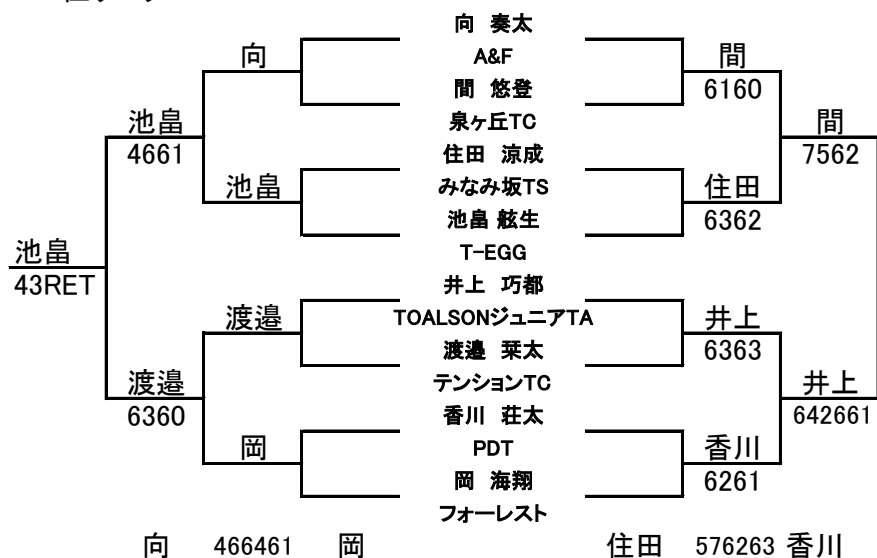 向 奏太
A&F
間 悠登
泉ヶ丘TC
住田 涼成
みなみ坂TS
池畠 舷生
T-EGG
井上 巧都
TOALSONジュニアTA
渡邉 栞太
テンションTC
香川 荘太
PDT
岡 海翔
フォーレスト
向
池畠
4661
池畠
池畠
43RET
渡邉
渡邉
6360
岡
間
6160
間
7562
住田
6362
井上
6363
井上
642661
香川
6261
向 466461 岡 住田 576263 香川